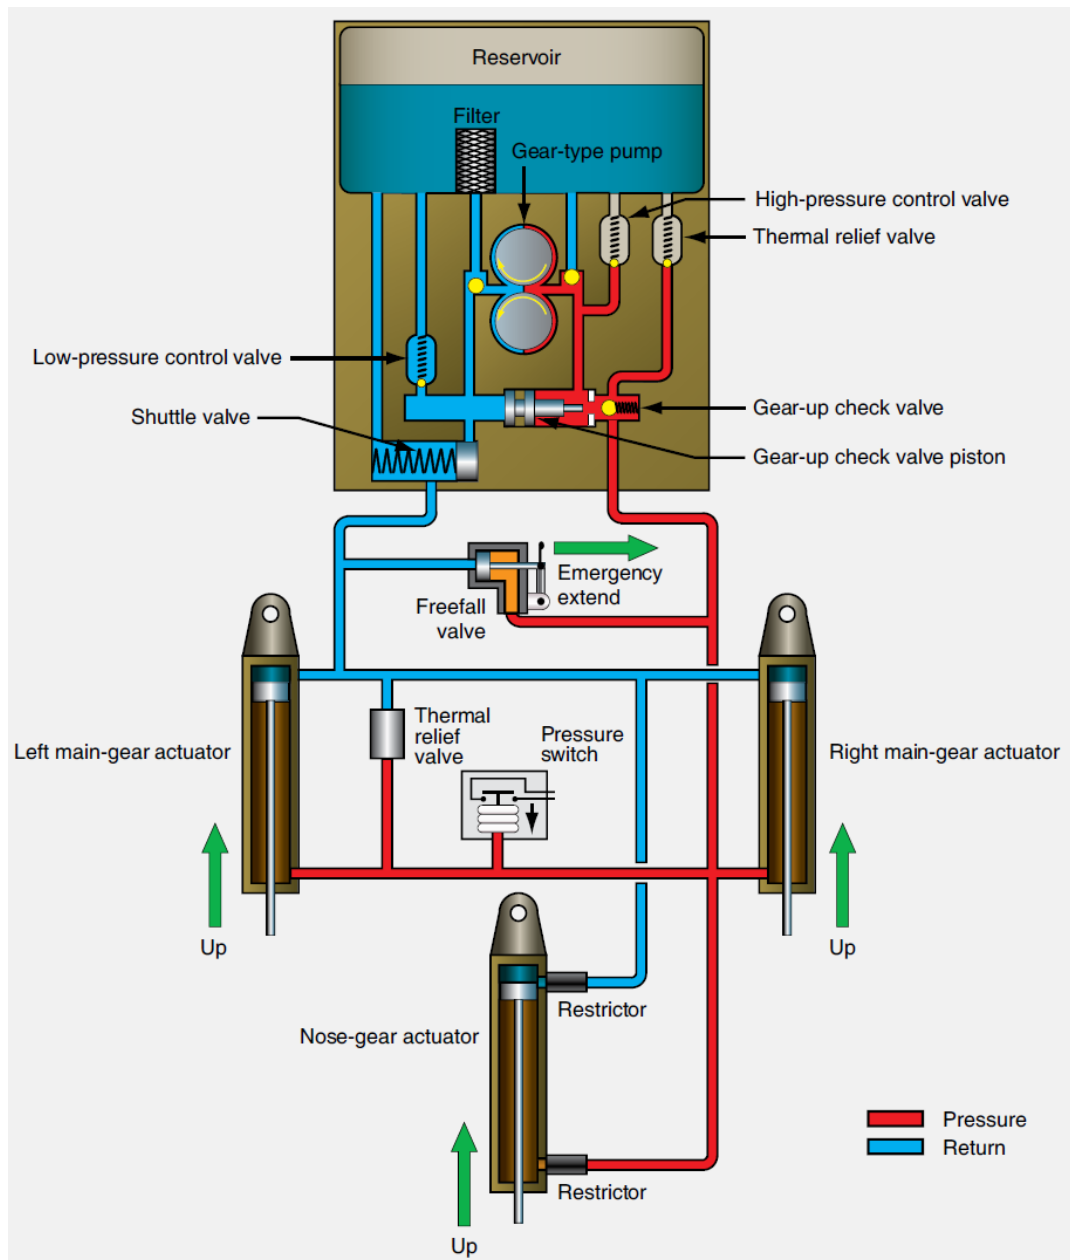 Reservoir
Filter
Gear-type pump
High-pressure control valve
Thermal relief valve
Low-pressure control valve
Shuttle valve
Gear-up check valve
Gear-up check valve piston
Emergency
extend
Freefall
valve
Thermal
relief
valve
Pressure
switch
Left main-gear actuator
Right main-gear actuator
Up
Up
Restrictor
Nose-gear actuator
Restrictor
Up
Pressure
Return